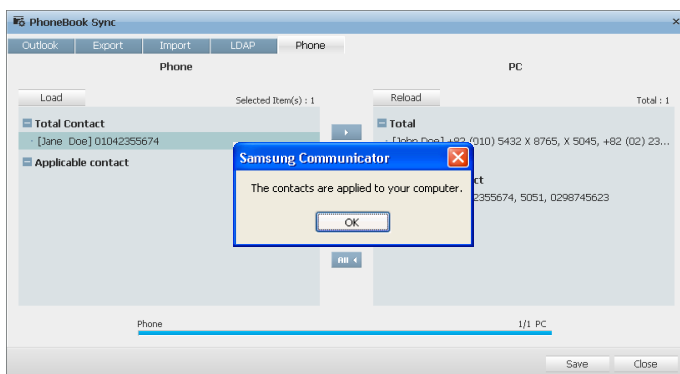 PhoneBook Sync
Outlook Export Import LDAP Phone
Phone PC
Load Selected Item(s) : 1 Reload Total : 1
Total Contact Total
[Jane Doe] 01042355674 [John Doe] +82 (010) 5432 X 8765, X 5045, +82 (02) 23...
Samsung Communicator
Applicable contact ct
The contacts are applied to your computer. 2355674, 5051, 0298745623
OK
All
Phone 1/1 PC
Save Close